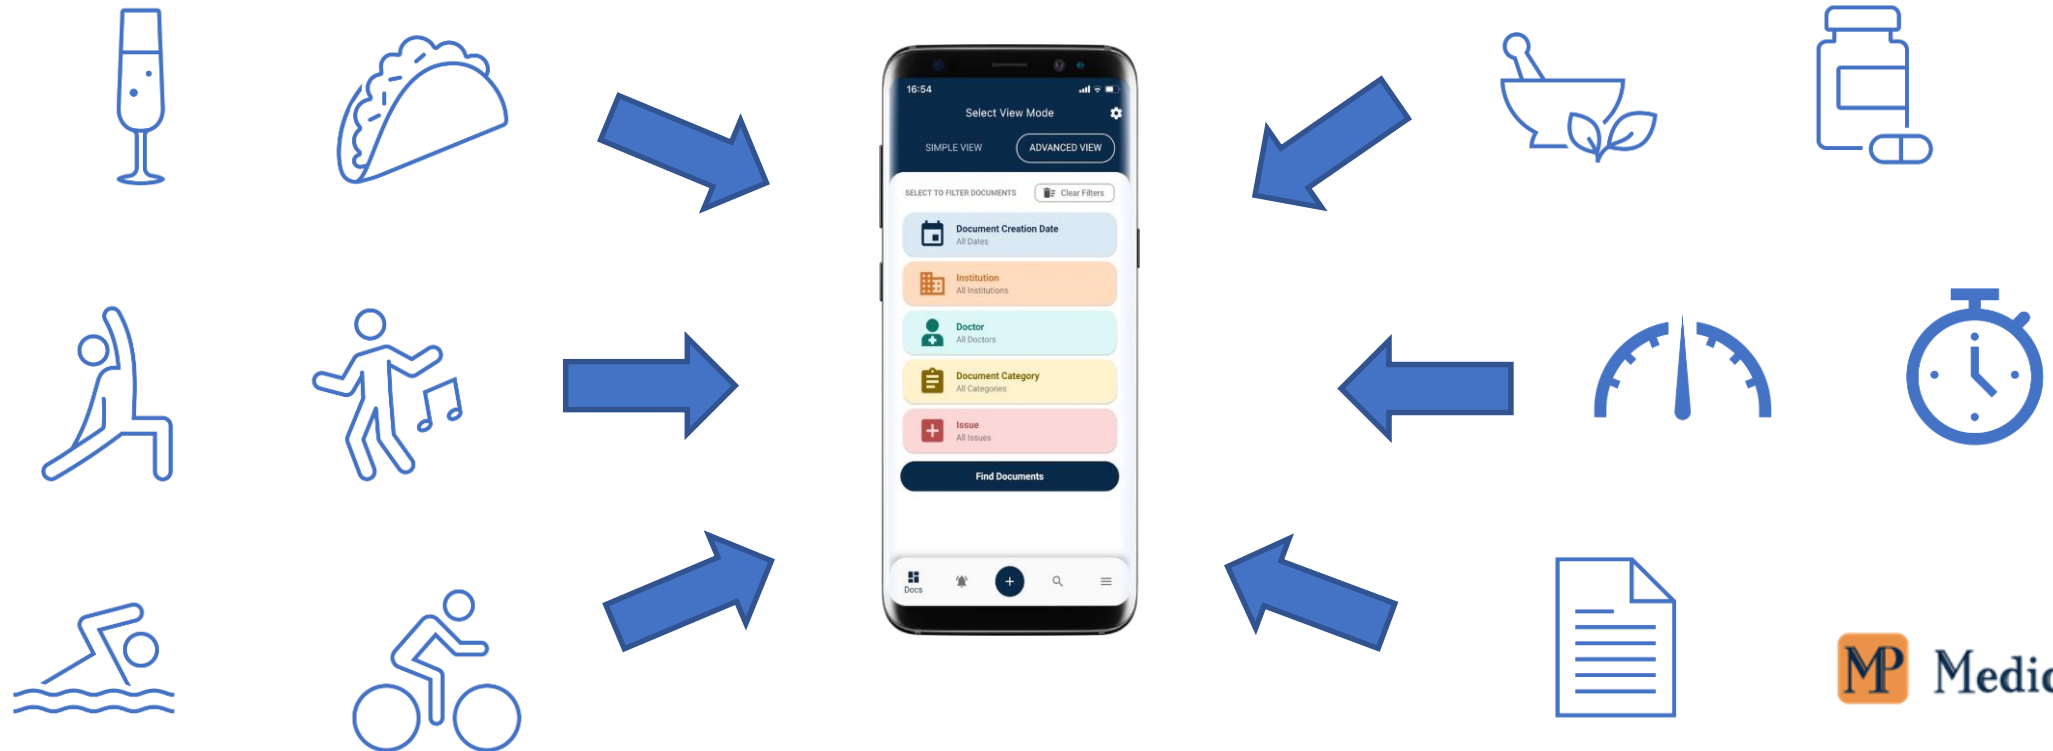 16:54
Select View Mode
SIMPLE VIEW
ADVANCED VIEW
SELECT TO FILTER DOCUMENTS
Clear Filters
Document Creation Date
All Dates
Institution
All Institutions
Doctor
All Doctors
Document Category
All Categories
Issue
All Issues
Find Documents
Docs
MP